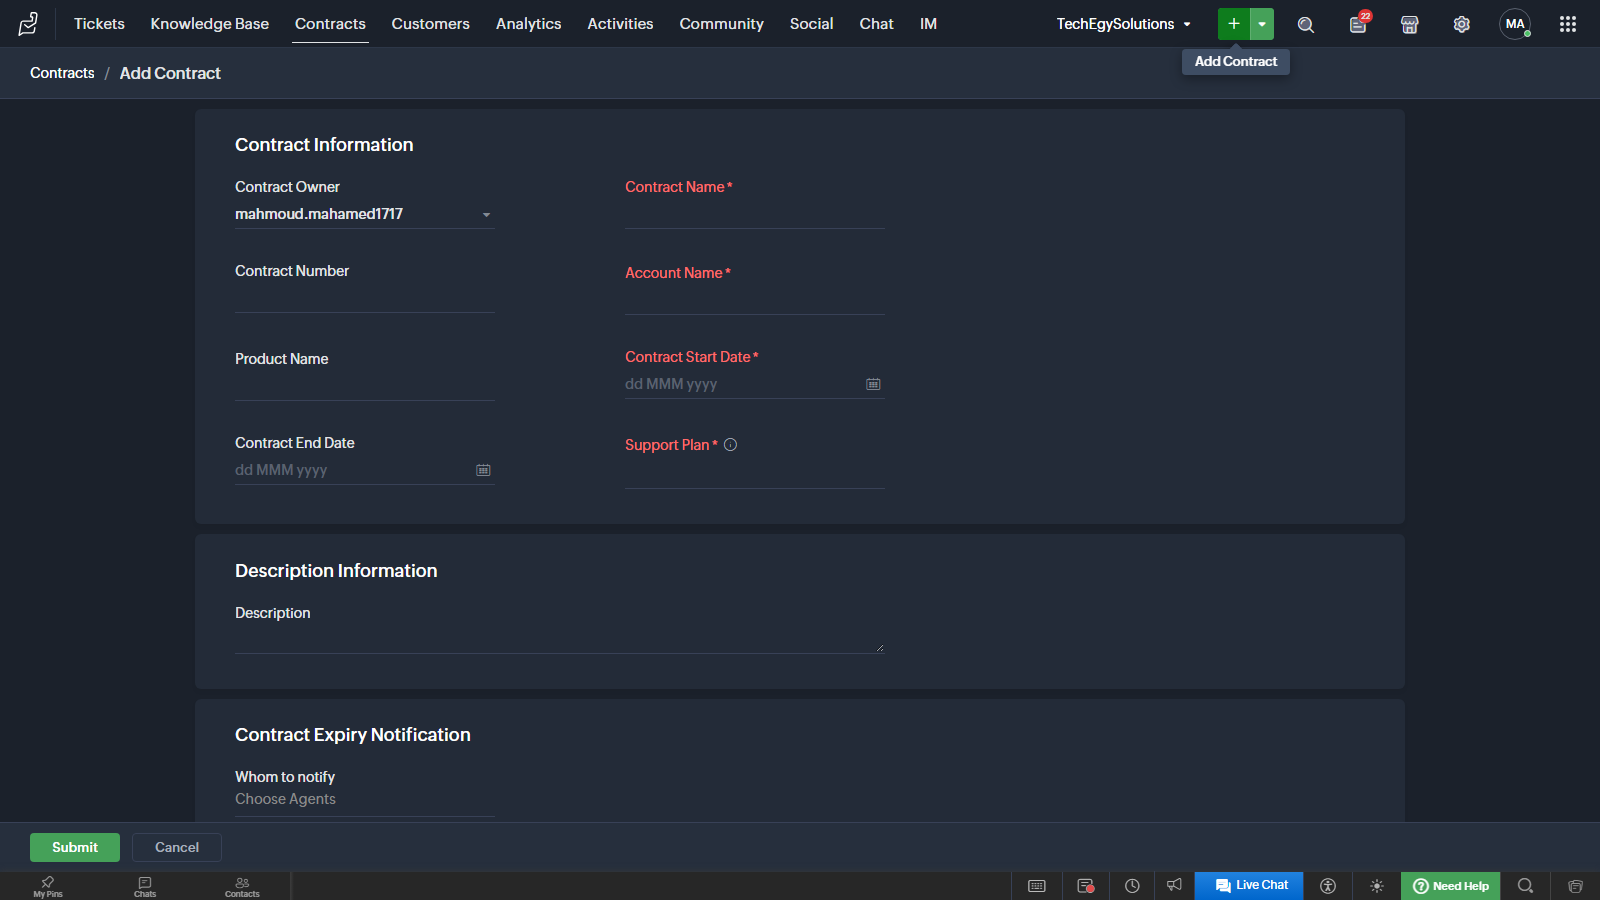 Tickets Knowledge Base Contracts Customers Analytics Activities Community Social Chat IM TechEgySolutions 22 MA
Add Contract
Contracts / Add Contract
Contract Information
Contract Owner
mahmoud.mahamed1717
Contract Name *
Contract Number
Account Name *
Product Name
Contract Start Date *
dd MMM yyyy
Contract End Date
dd MMM yyyy
Support Plan *
Description Information
Description
Contract Expiry Notification
Whom to notify
Choose Agents
Submit Cancel
My Pins Chats Contacts Live Chat Need Help